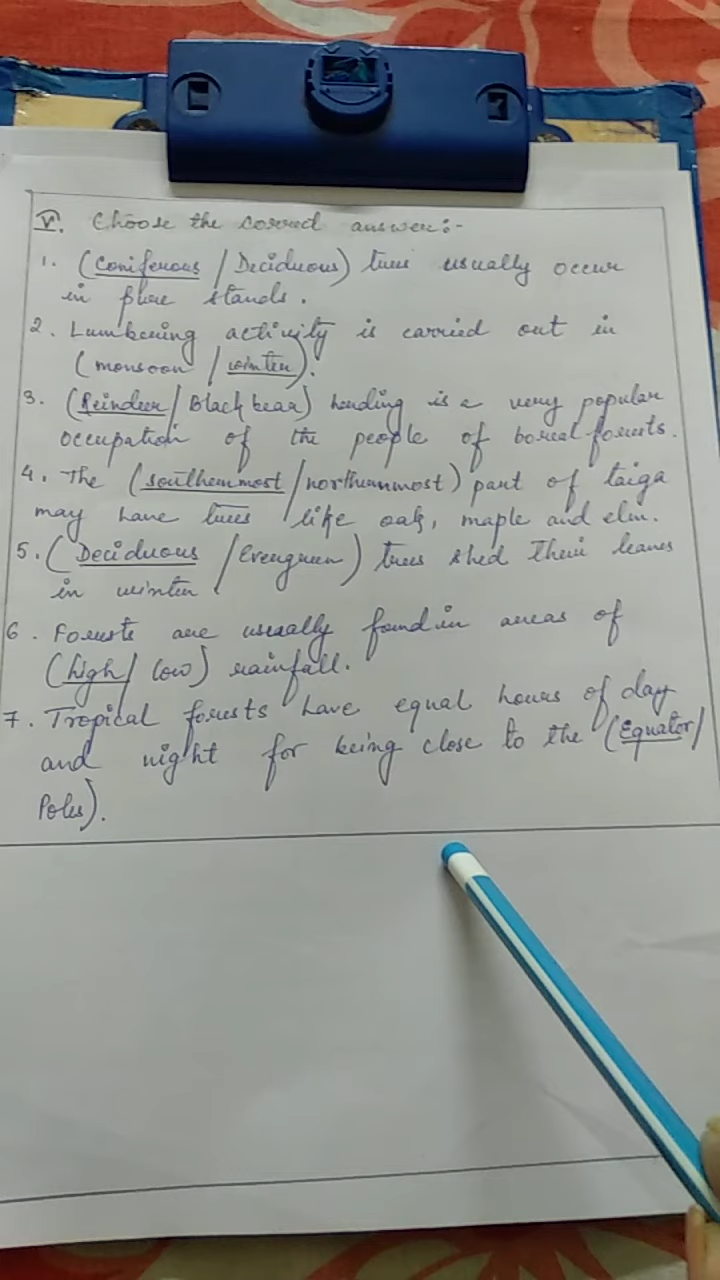 V. Choose the correct answer:-
1. (Coniferous / Deciduous) trees usually occur
in pure stands.
2. Lumbering activity is carried out in
(monsoon / winter).
3. (Reindeer / Black bear) herding is a very popular
occupation of the people of boreal forests.
4. The (southernmost / northernmost) part of taiga
may have trees like oak, maple and elm.
5. (Deciduous / Evergreen) trees shed their leaves
in winter
6. Forests are usually found in areas of
(high / low) rainfall.
7. Tropical forests have equal hours of day
and night for being close to the (Equator /
Poles).